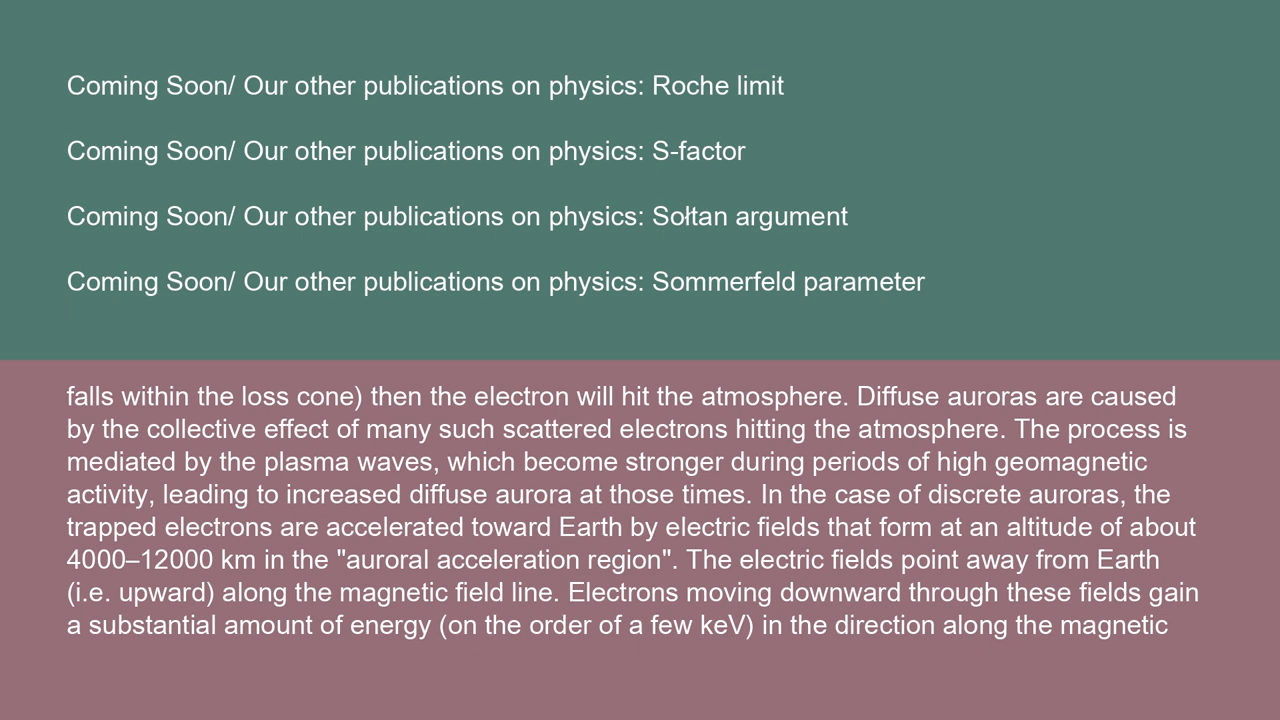 Coming Soon/ Our other publications on physics: Roche limit
Coming Soon/ Our other publications on physics: S-factor
Coming Soon/ Our other publications on physics: Sołtan argument
Coming Soon/ Our other publications on physics: Sommerfeld parameter
falls within the loss cone) then the electron will hit the atmosphere. Diffuse auroras are caused
by the collective effect of many such scattered electrons hitting the atmosphere. The process is
mediated by the plasma waves, which become stronger during periods of high geomagnetic
activity, leading to increased diffuse aurora at those times. In the case of discrete auroras, the
trapped electrons are accelerated toward Earth by electric fields that form at an altitude of about
4000–12000 km in the "auroral acceleration region". The electric fields point away from Earth
(i.e. upward) along the magnetic field line. Electrons moving downward through these fields gain
a substantial amount of energy (on the order of a few keV) in the direction along the magnetic